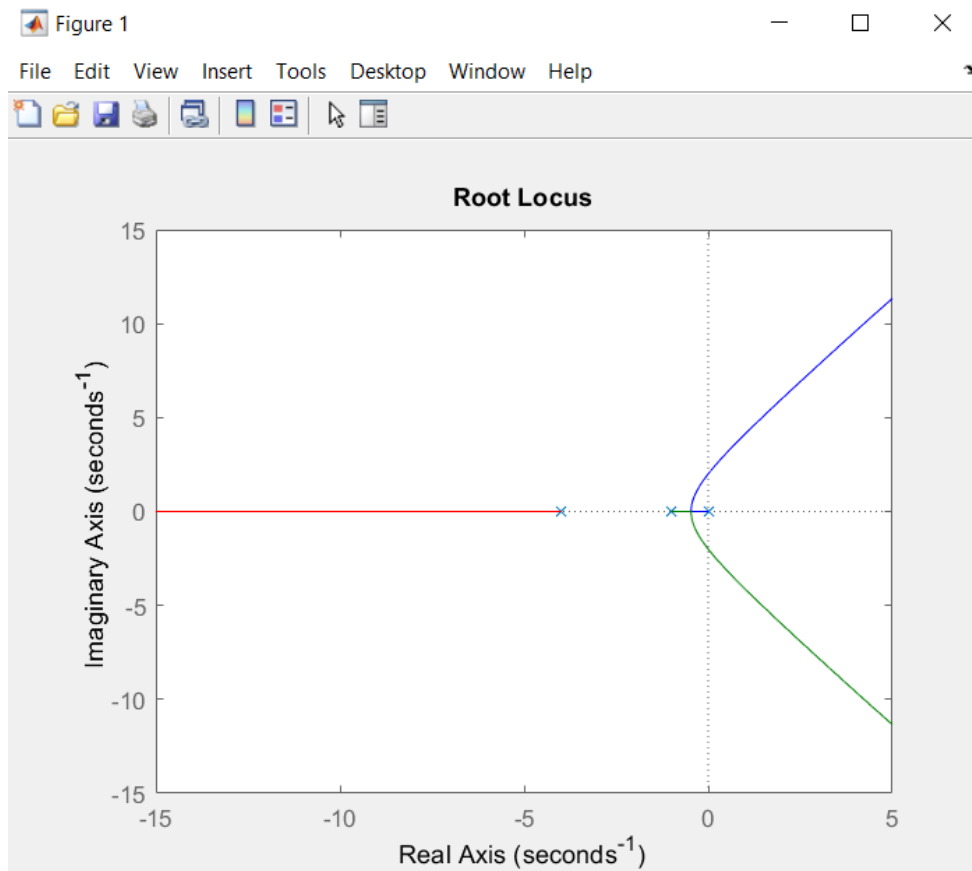 Figure 1
File Edit View Insert Tools Desktop Window Help
Root Locus
15
10
5
0
-5
-10
-15
Imaginary Axis (seconds⁻¹)
-15 -10 -5 0 5
Real Axis (seconds⁻¹)